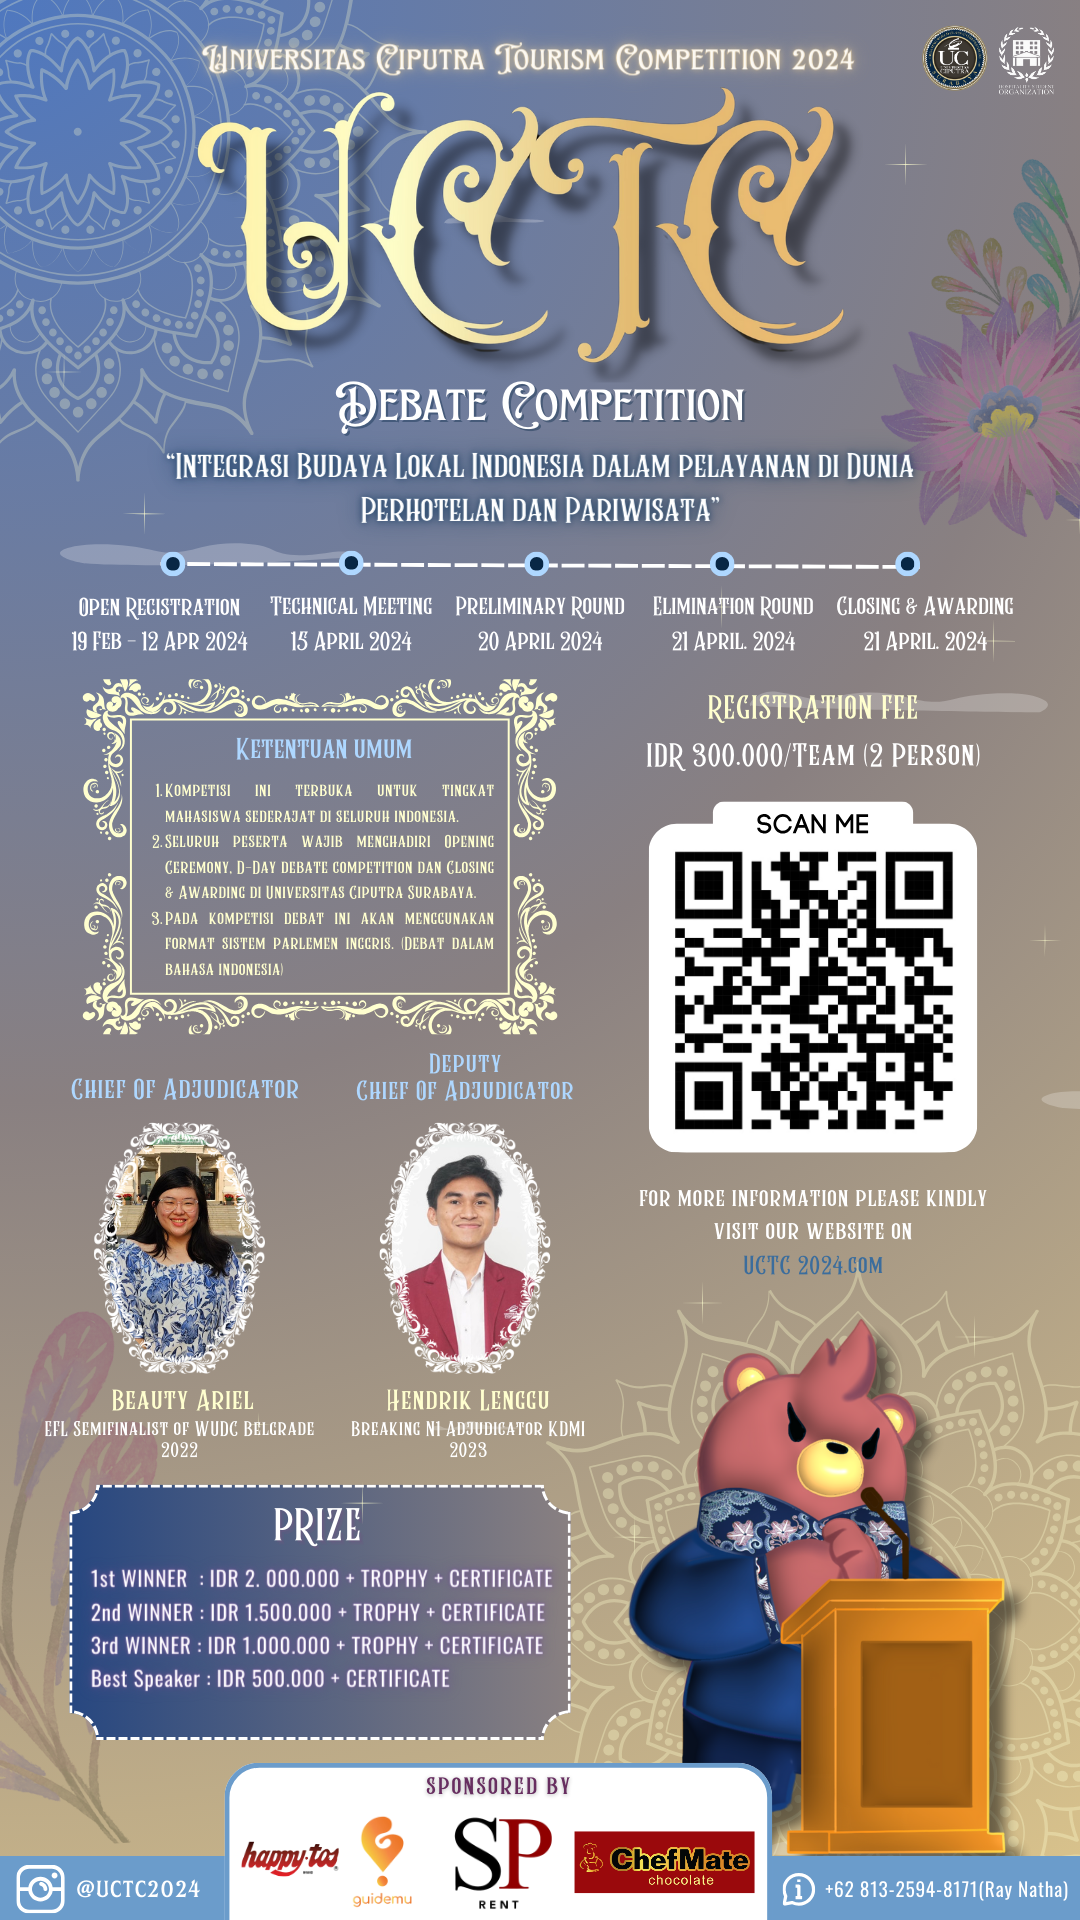 Universitas Ciputra Tourism Competition 2024
UC
UNIVERSITAS
CIPUTRA
ORGANIZATION
UCTC
Debate Competition
“Integrasi Budaya Lokal Indonesia dalam pelayanan di Dunia
Perhotelan dan Pariwisata”
Open Registration
19 Feb - 12 Apr 2024
Technical Meeting
15 April 2024
Preliminary Round
20 April 2024
Elimination Round
21 April. 2024
Closing & Awarding
21 April. 2024
Ketentuan umum
1. Kompetisi ini terbuka untuk tingkat
mahasiswa sederajat di seluruh indonesia.
2. Seluruh peserta wajib menghadiri Opening
Ceremony, D-Day debate competition dan Closing
& Awarding di Universitas Ciputra Surabaya.
3. Pada kompetisi debat ini akan menggunakan
format sistem parlemen inggris. (Debat dalam
bahasa indonesia)
REGISTRATION FEE
IDR 300.000/Team (2 Person)
SCAN ME
for more information please kindly
visit our website on
UCTC 2024.com
Chief Of Adjudicator
Deputy
Chief Of Adjudicator
Beauty Ariel
EFL Semifinalist of WUDC Belgrade
2022
Hendrik Lenggu
Breaking N1 Adjudicator KDMI
2023
PRIZE
1st WINNER : IDR 2. 000.000 + TROPHY + CERTIFICATE
2nd WINNER : IDR 1.500.000 + TROPHY + CERTIFICATE
3rd WINNER : IDR 1.000.000 + TROPHY + CERTIFICATE
Best Speaker : IDR 500.000 + CERTIFICATE
SPONSORED BY
happy-tos
guidemu
SP
RENT
ChefMate
chocolate
@UCTC2024
+62 813-2594-8171(Ray Natha)